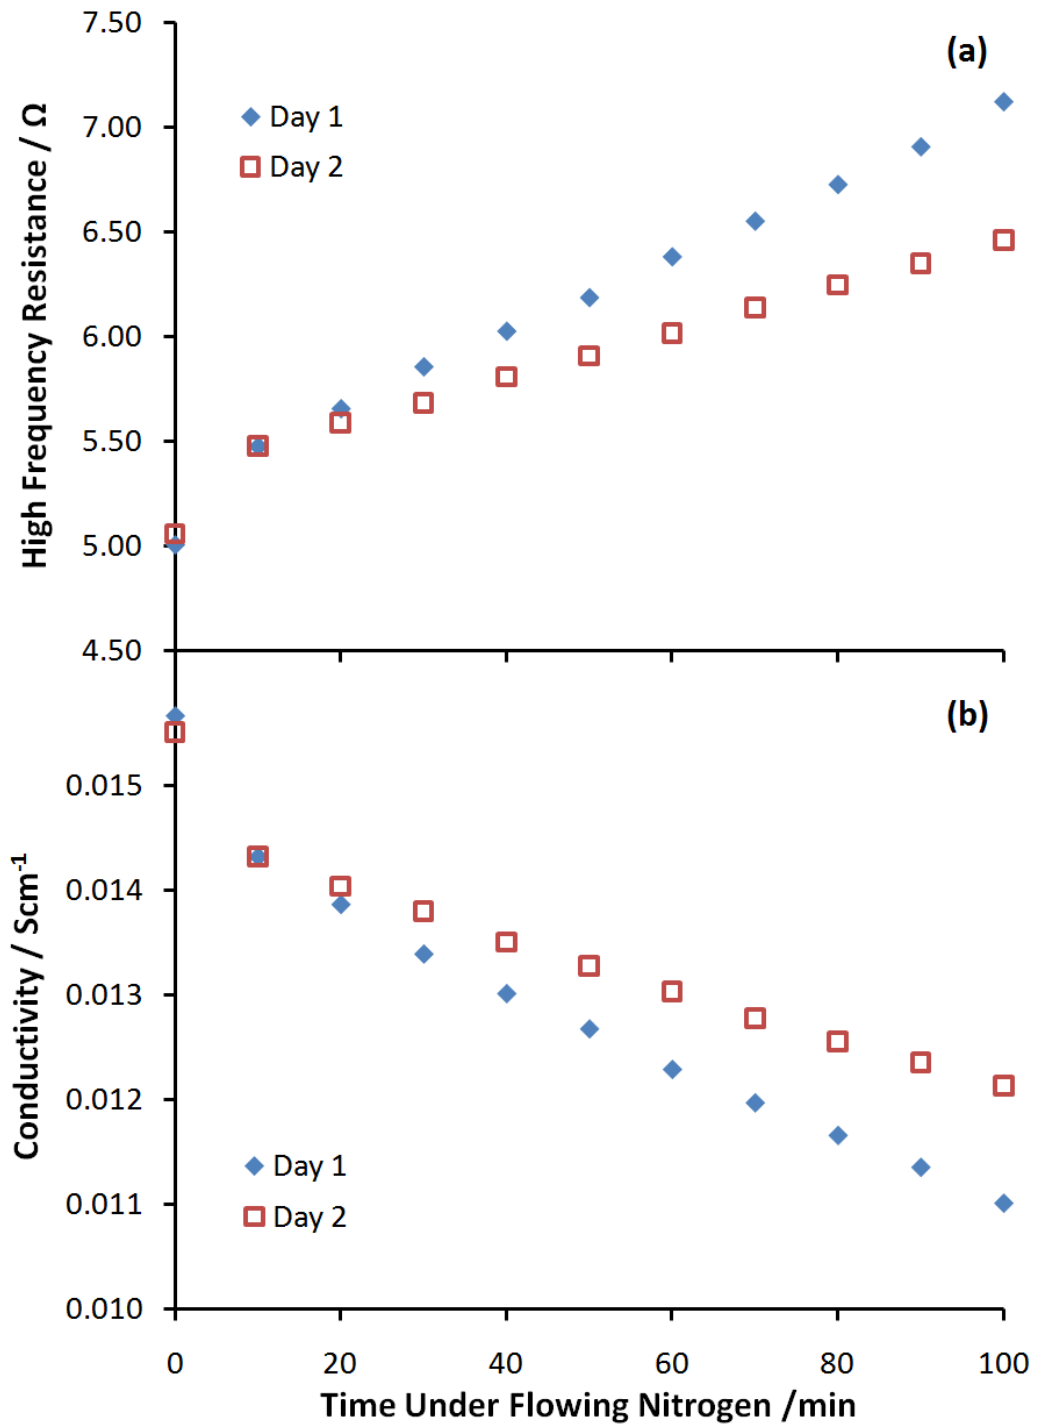 (a)
Day 1
Day 2
High Frequency Resistance / Ω
7.50
7.00
6.50
6.00
5.50
5.00
4.50
(b)
0.015
0.014
0.013
0.012
0.011
0.010
Conductivity / Scm-1
Day 1
Day 2
0 20 40 60 80 100
Time Under Flowing Nitrogen /min